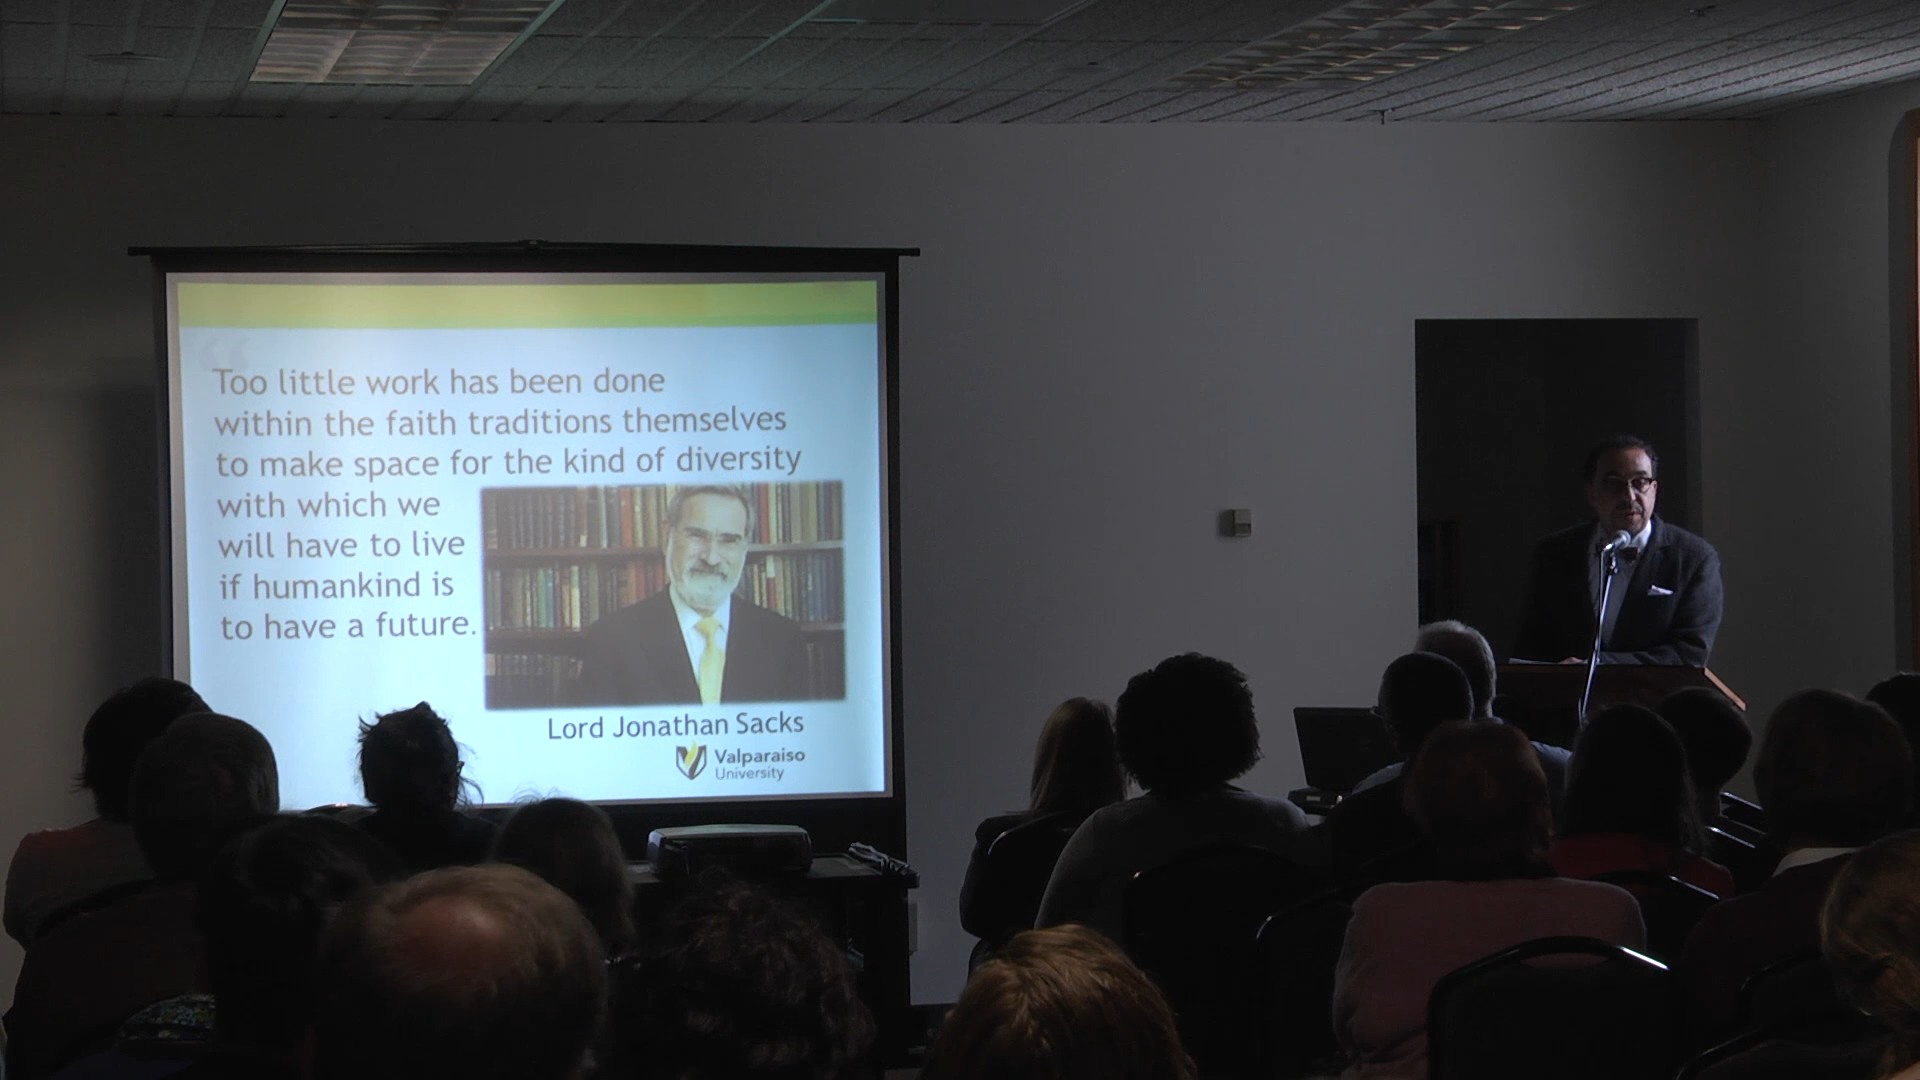 Too little work has been done
within the faith traditions themselves
to make space for the kind of diversity
with which we
will have to live
if humankind is
to have a future.
Lord Jonathan Sacks
Valparaiso
University